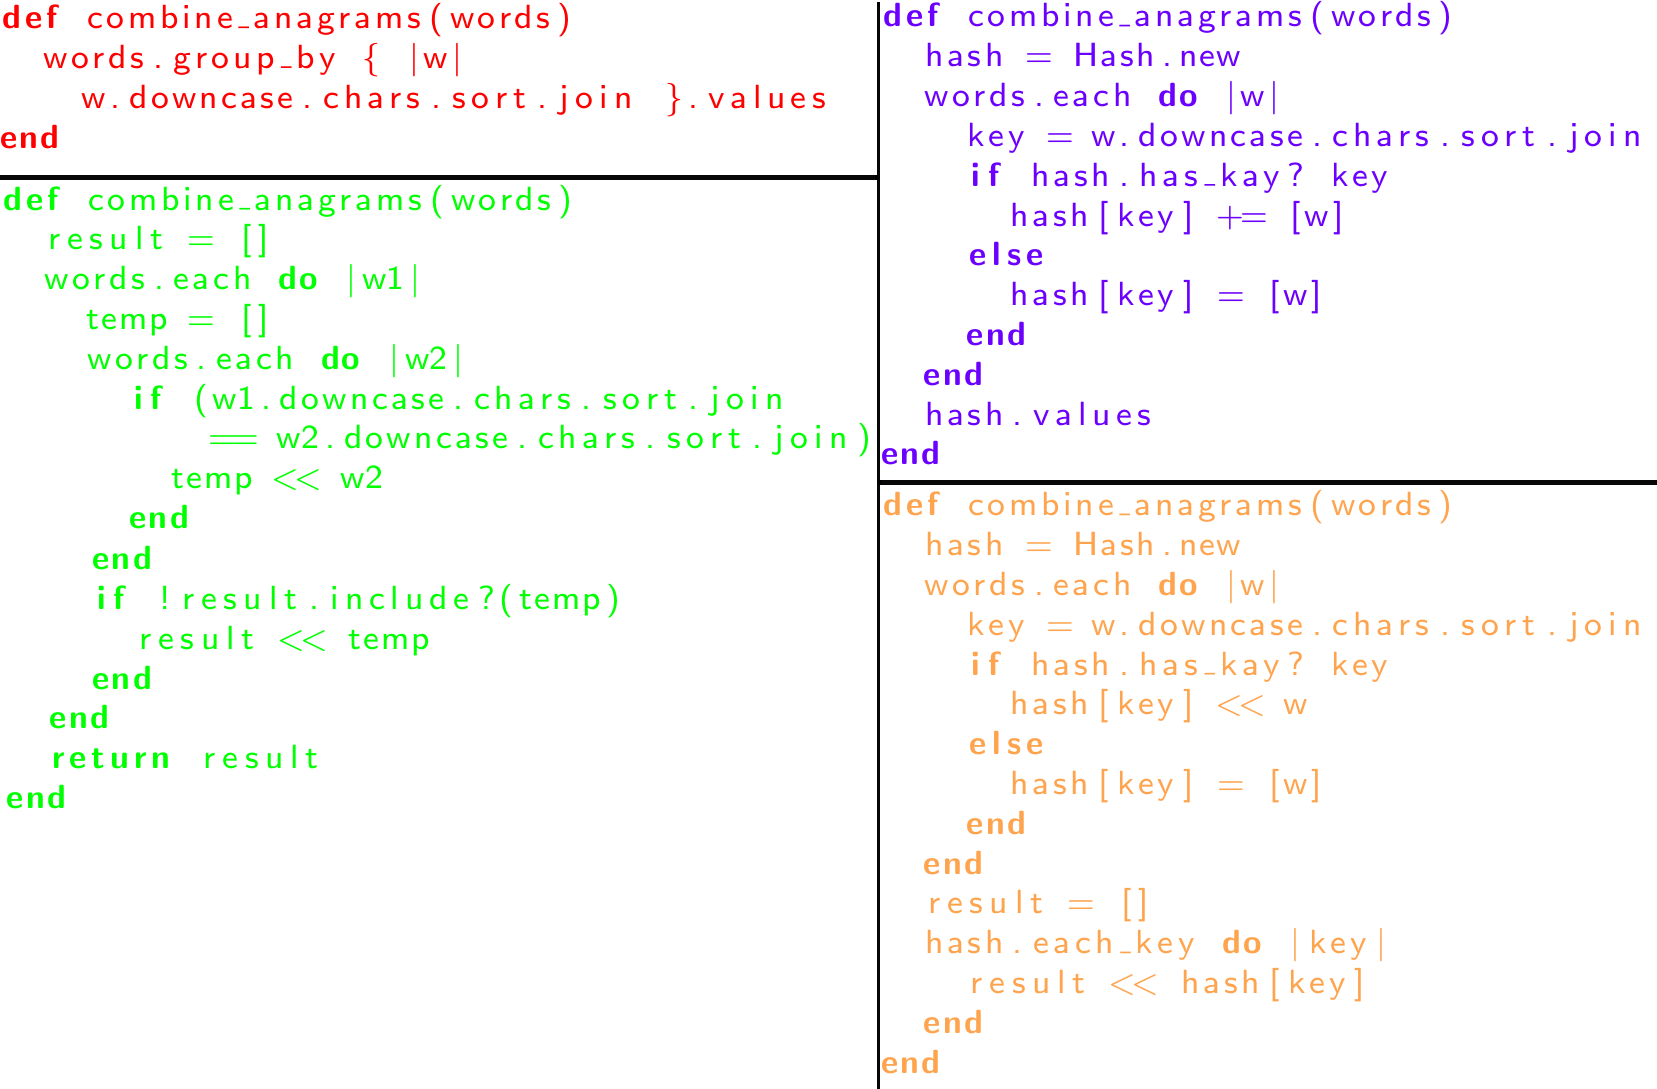 def combine_anagrams(words)
  words.group_by { |w|
    w.downcase.chars.sort.join }.values
end
def combine_anagrams(words)
  result = []
  words.each do |w1|
    temp = []
    words.each do |w2|
      if (w1.downcase.chars.sort.join
          == w2.downcase.chars.sort.join)
        temp << w2
      end
    end
    if !result.include?(temp)
      result << temp
    end
  end
  return result
end
def combine_anagrams(words)
  hash = Hash.new
  words.each do |w|
    key = w.downcase.chars.sort.join
    if hash.has_kay? key
      hash[key] += [w]
    else
      hash[key] = [w]
    end
  end
  hash.values
end
def combine_anagrams(words)
  hash = Hash.new
  words.each do |w|
    key = w.downcase.chars.sort.join
    if hash.has_kay? key
      hash[key] << w
    else
      hash[key] = [w]
    end
  end
  result = []
  hash.each_key do |key|
    result << hash[key]
  end
end